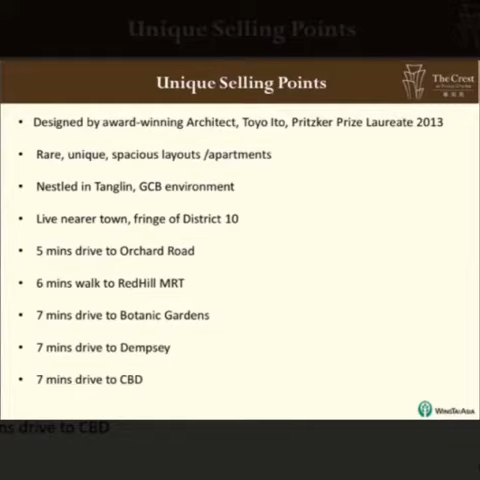 Unique Selling Points
Unique Selling Points
The Crest
• Designed by award-winning Architect, Toyo Ito, Pritzker Prize Laureate 2013
• Rare, unique, spacious layouts /apartments
• Nestled in Tanglin, GCB environment
• Live nearer town, fringe of District 10
• 5 mins drive to Orchard Road
• 6 mins walk to RedHill MRT
• 7 mins drive to Botanic Gardens
• 7 mins drive to Dempsey
• 7 mins drive to CBD
WINGTAI ASIA
ns drive to CBD